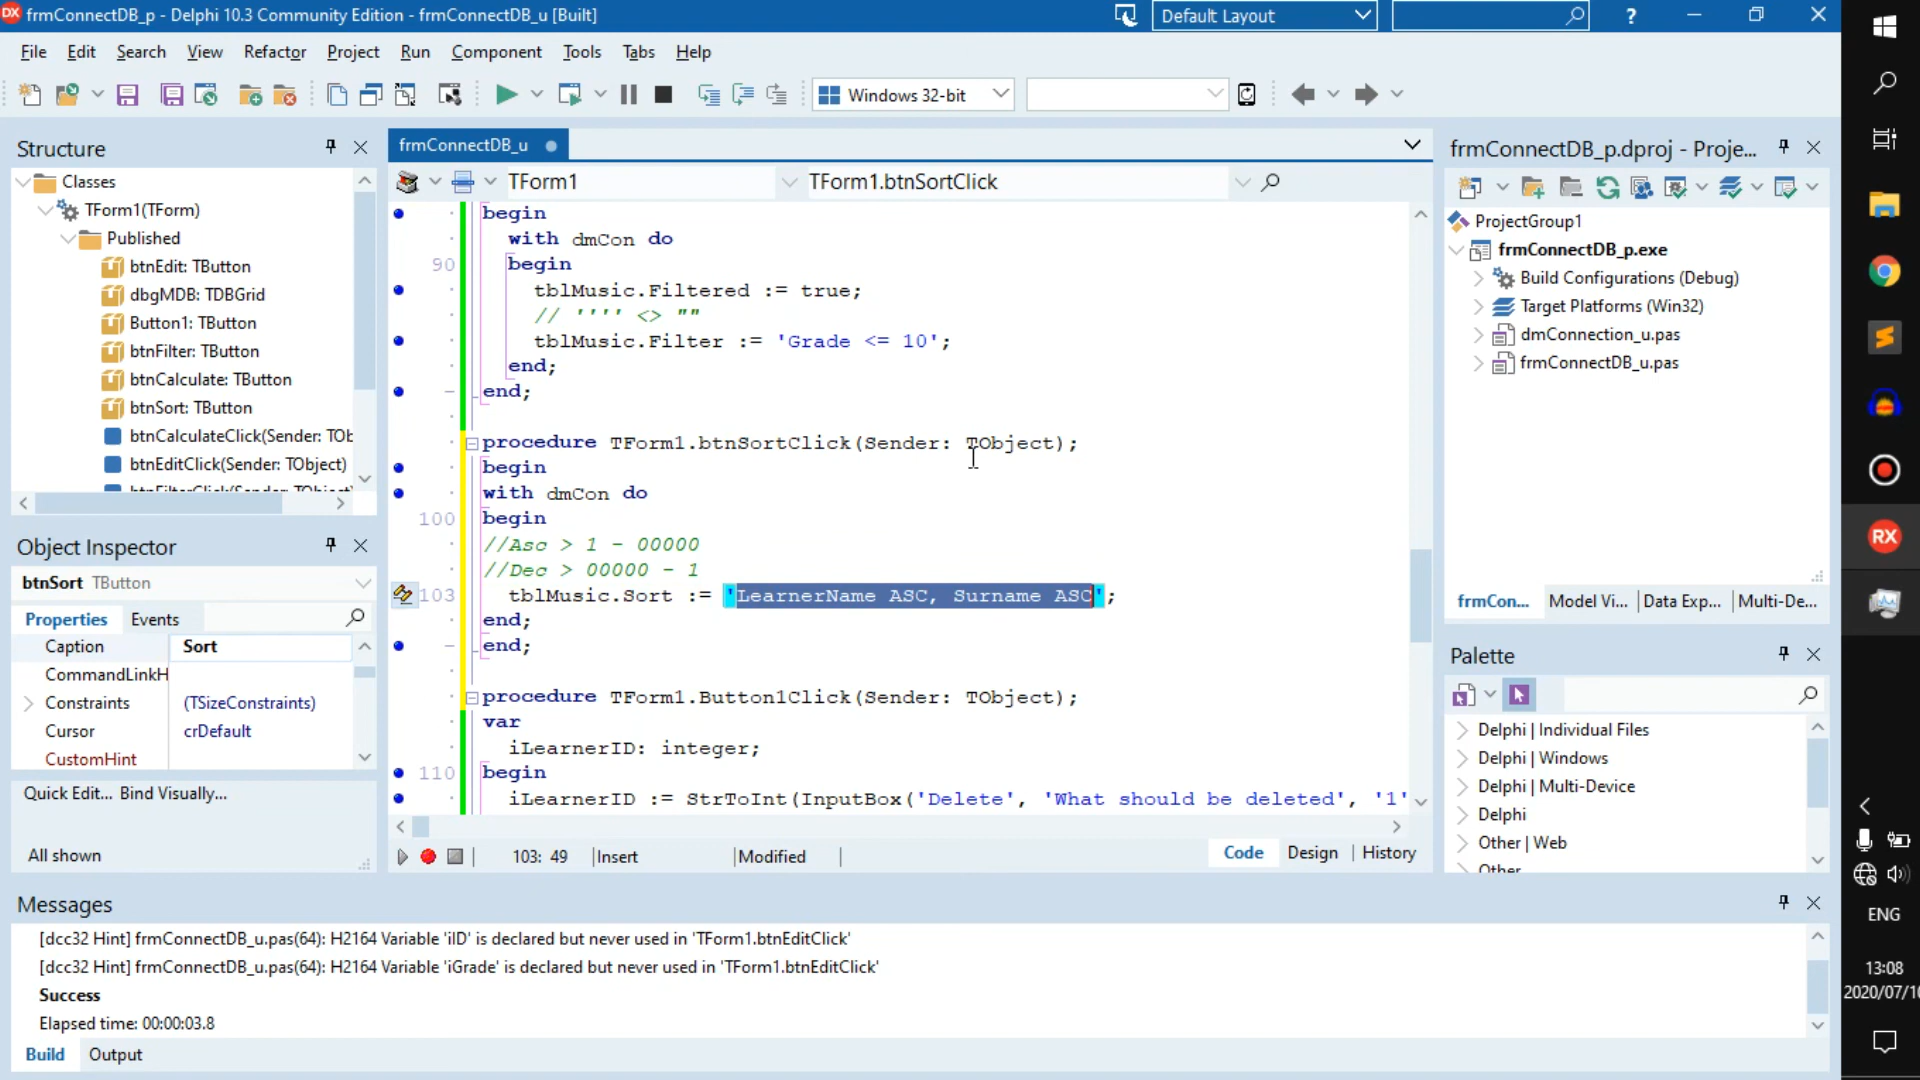 frmConnectDB_p - Delphi 10.3 Community Edition - frmConnectDB_u [Built]
Default Layout
?
File Edit Search View Refactor Project Run Component Tools Tabs Help
Windows 32-bit
Structure
Classes
TForm1(TForm)
Published
btnEdit: TButton
dbgMDB: TDBGrid
Button1: TButton
btnFilter: TButton
btnCalculate: TButton
btnSort: TButton
btnCalculateClick(Sender: TOb
btnEditClick(Sender: TObject)
btnFilterClick(Sender: TObject)
Object Inspector
btnSort TButton
Properties Events
Caption Sort
CommandLinkH
Constraints (TSizeConstraints)
Cursor crDefault
CustomHint
Quick Edit... Bind Visually...
All shown
frmConnectDB_u
TForm1 TForm1.btnSortClick
begin
with dmCon do
90 begin
tblMusic.Filtered := true;
// '''' <> ""
tblMusic.Filter := 'Grade <= 10';
end;
end;
procedure TForm1.btnSortClick(Sender: TObject);
begin
with dmCon do
100 begin
//Asc > 1 - 00000
//Dec > 00000 - 1
103 tblMusic.Sort := 'LearnerName ASC, Surname ASC';
end;
end;
procedure TForm1.Button1Click(Sender: TObject);
var
iLearnerID: integer;
110 begin
iLearnerID := StrToInt(InputBox('Delete', 'What should be deleted', '1'
103: 49 Insert Modified Code Design History
frmConnectDB_p.dproj - Proje...
ProjectGroup1
frmConnectDB_p.exe
Build Configurations (Debug)
Target Platforms (Win32)
dmConnection_u.pas
frmConnectDB_u.pas
frmCon... Model Vi... Data Exp... Multi-De...
Palette
Delphi | Individual Files
Delphi | Windows
Delphi | Multi-Device
Delphi
Other | Web
Other
Messages
[dcc32 Hint] frmConnectDB_u.pas(64): H2164 Variable 'iID' is declared but never used in 'TForm1.btnEditClick'
[dcc32 Hint] frmConnectDB_u.pas(64): H2164 Variable 'iGrade' is declared but never used in 'TForm1.btnEditClick'
Success
Elapsed time: 00:00:03.8
Build Output
DX
RX
ENG
13:08
2020/07/10